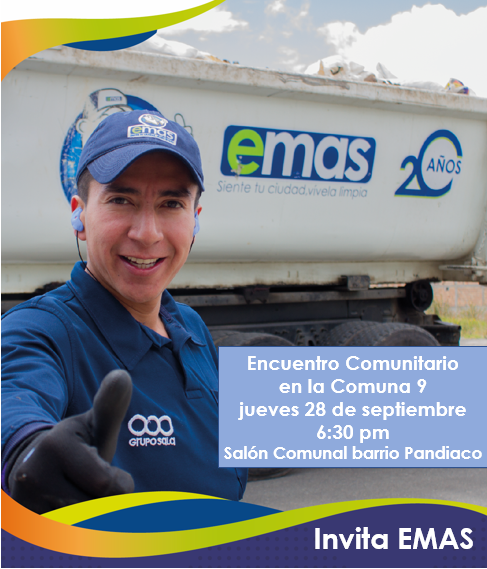 emas
emas
Siente tu ciudad, vívela limpia
20 AÑOS
GRUPO SALA
Encuentro Comunitario
en la Comuna 9
jueves 28 de septiembre
6:30 pm
Salón Comunal barrio Pandiaco
Invita EMAS